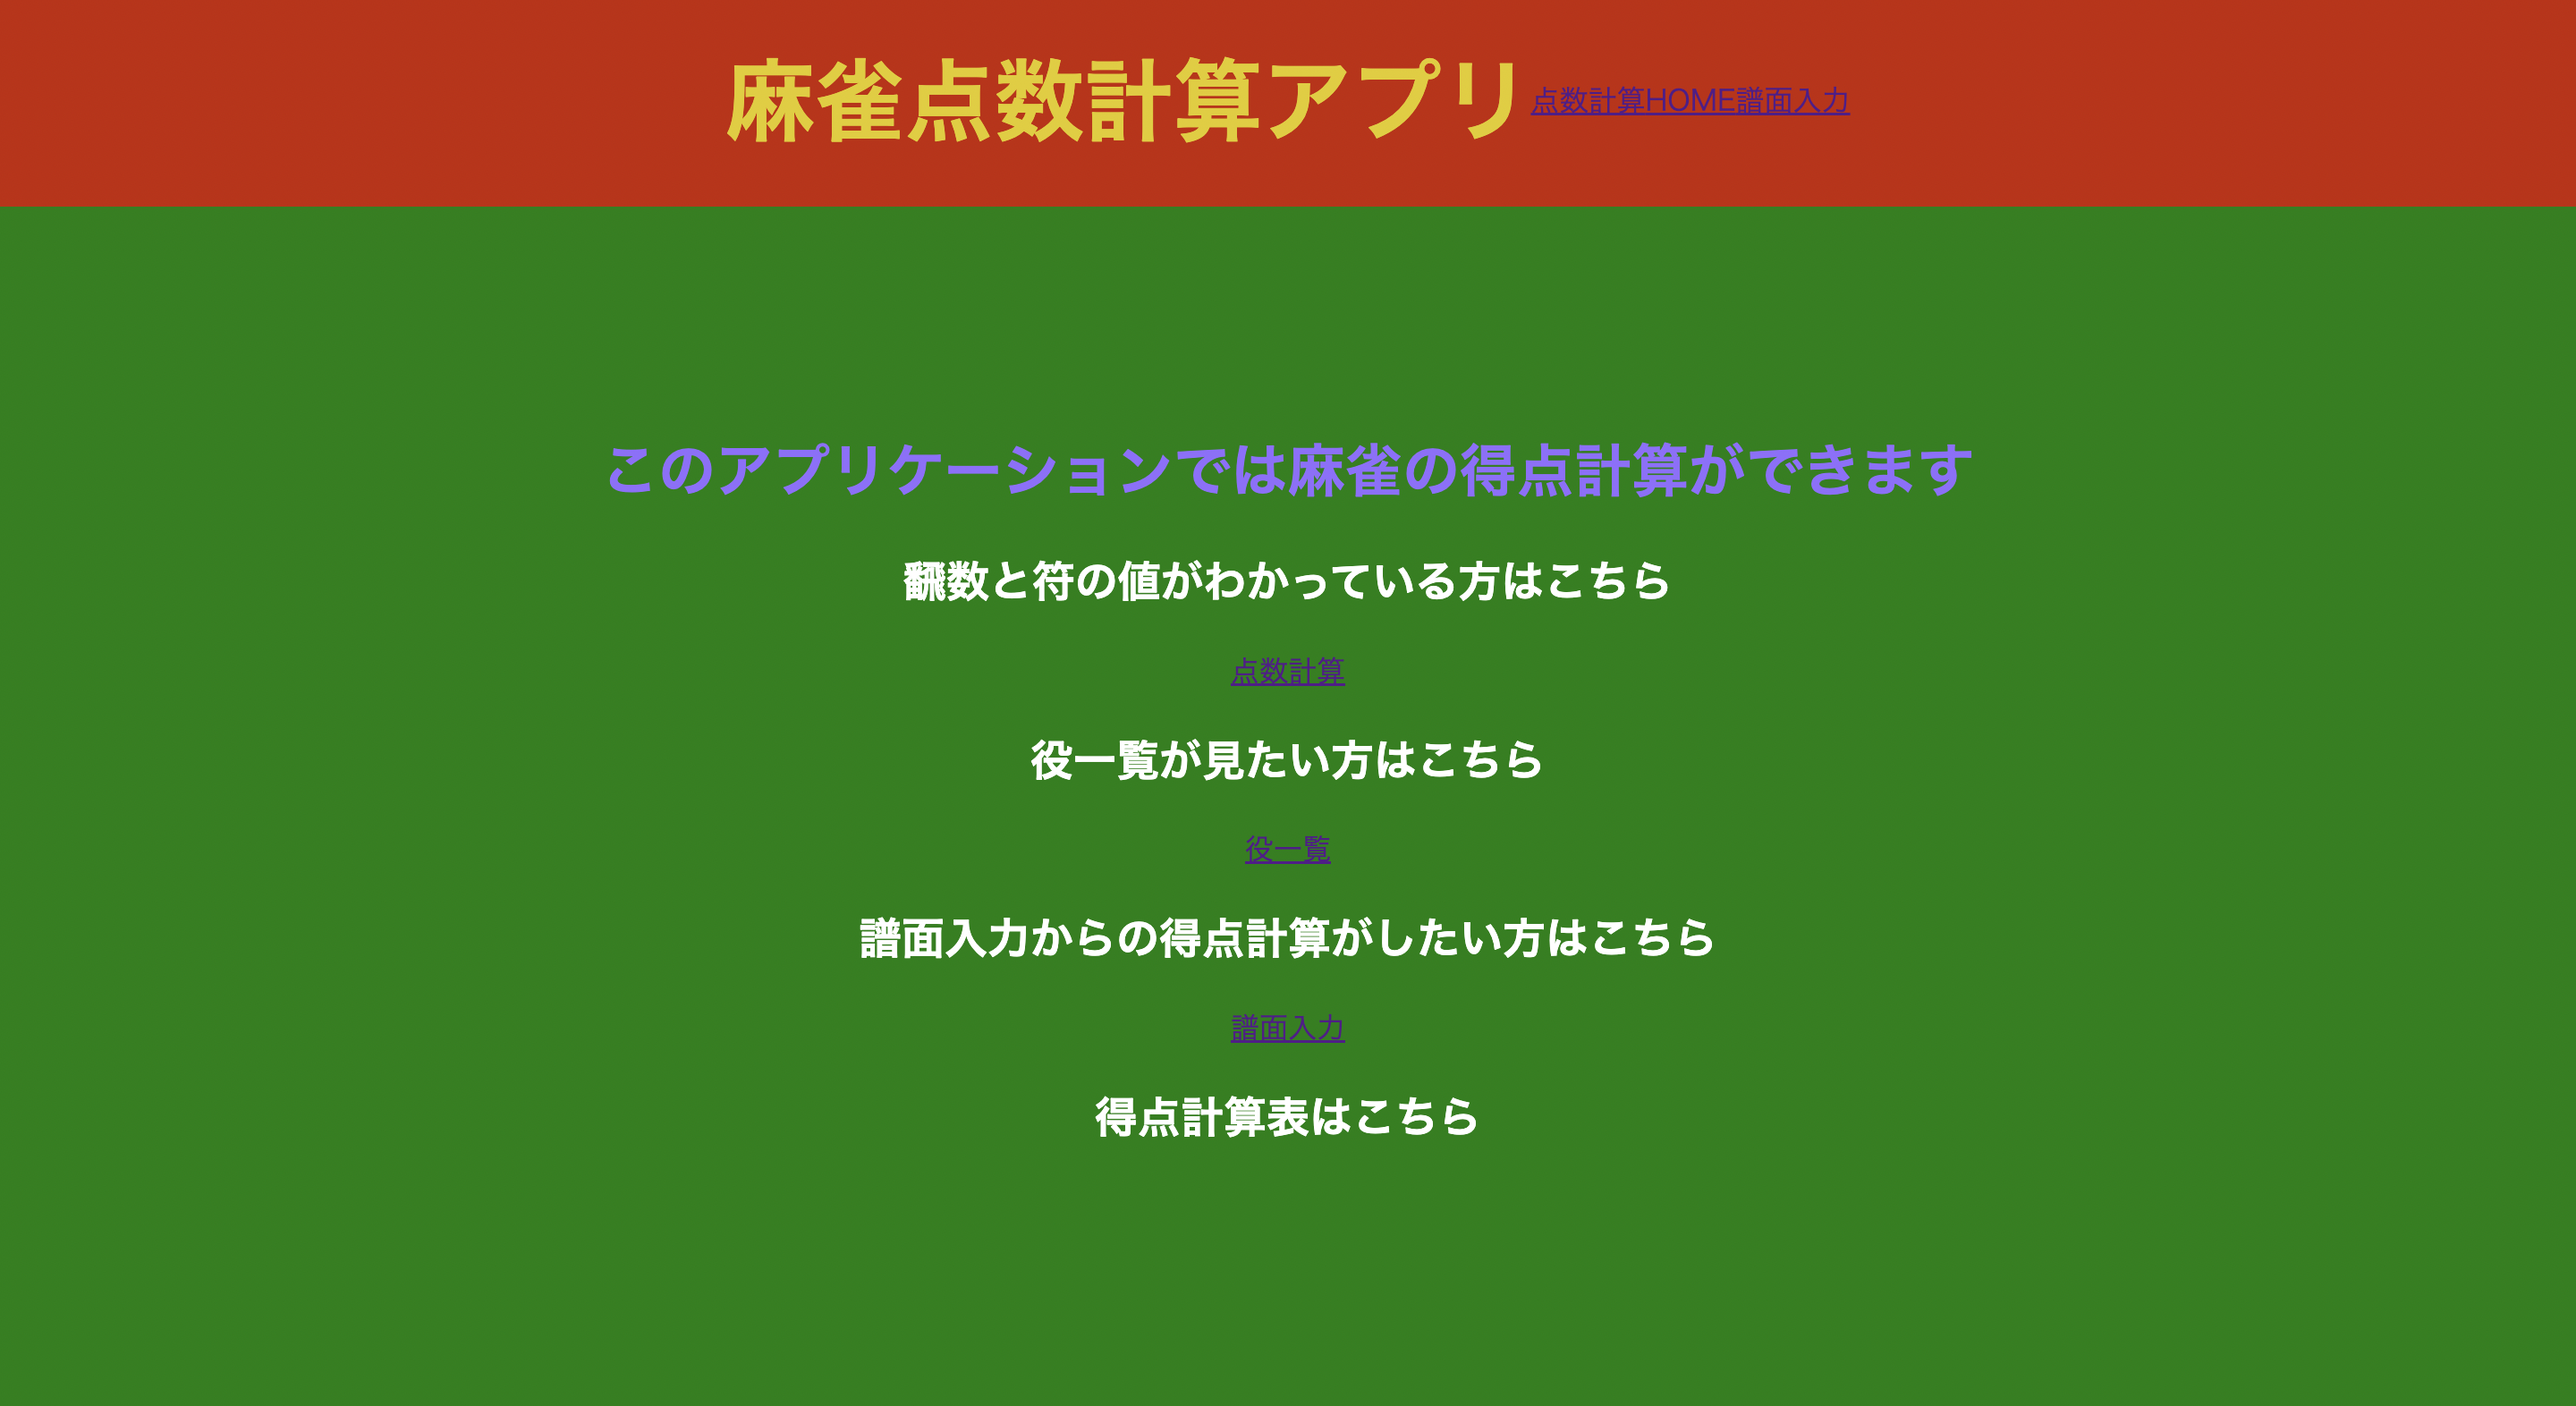 麻雀点数計算アプリ 点数計算HOME譜面入力
このアプリケーションでは麻雀の得点計算ができます
飜数と符の値がわかっている方はこちら
点数計算
役一覧が見たい方はこちら
役一覧
譜面入力からの得点計算がしたい方はこちら
譜面入力
得点計算表はこちら